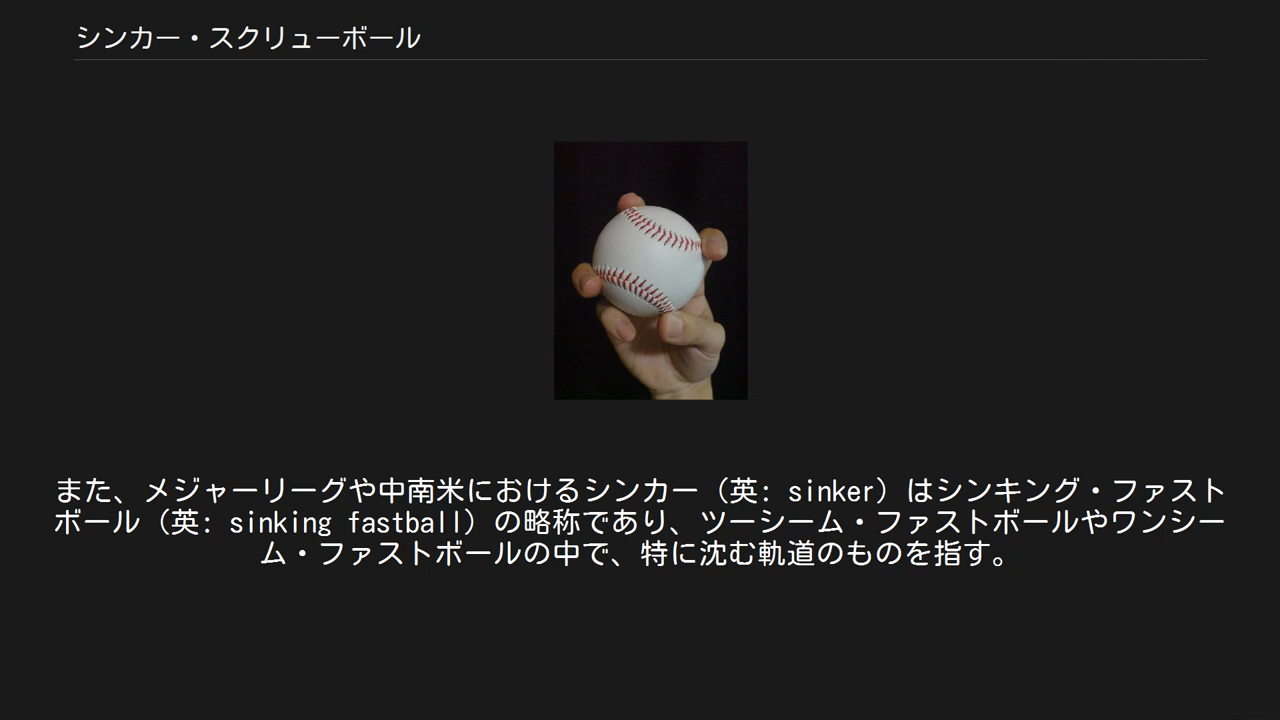 シンカー・スクリューボール
また、メジャーリーグや中南米におけるシンカー（英: sinker）はシンキング・ファスト
ボール（英: sinking fastball）の略称であり、ツーシーム・ファストボールやワンシー
ム・ファストボールの中で、特に沈む軌道のものを指す。